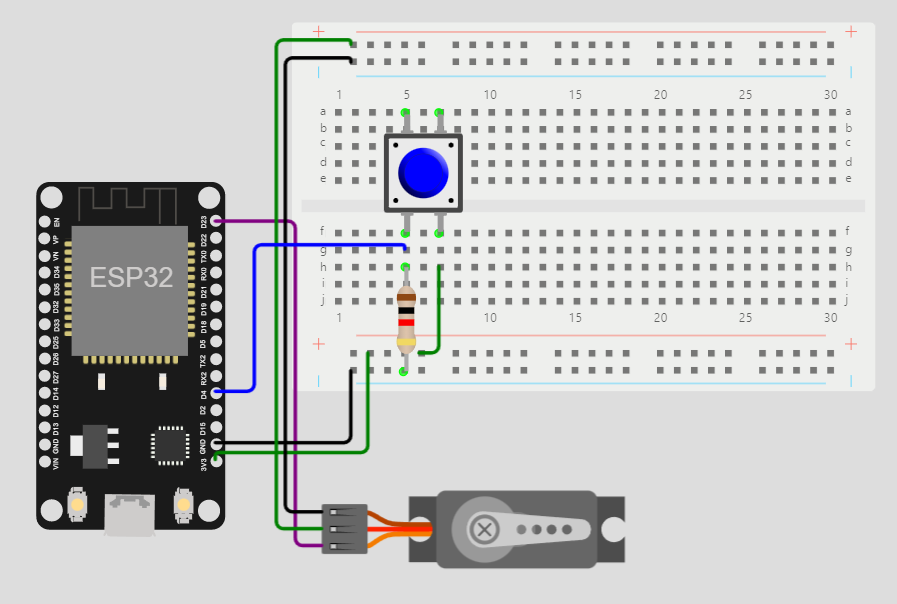 1 5 10 15 20 25 30
a a
b b
c c
d d
e e
f f
g g
h h
i i
j j
1 15 20 25 30
ESP32
EN
VP
VN
D34
D35
D32
D33
D25
D26
D27
D14
D12
D13
GND
VIN
D23
D22
TX0
RX0
D21
D19
D18
D5
TX2
RX2
D4
D2
D15
GND
3V3
10